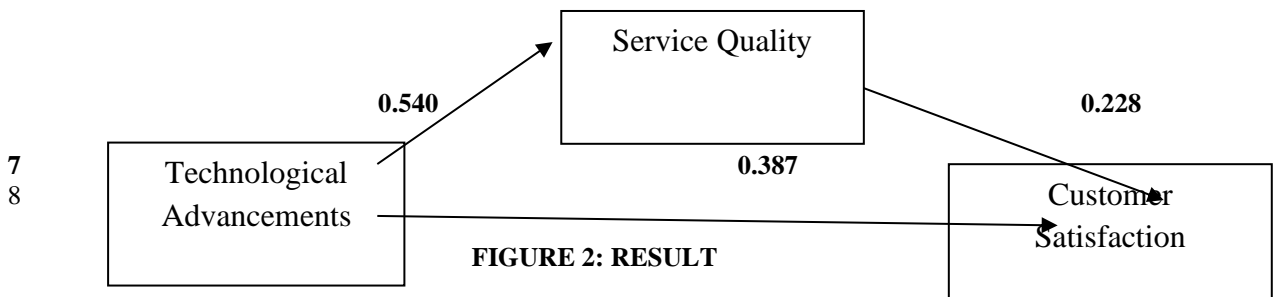 Service Quality
0.540
0.228
7
8
Technological
Advancements
0.387
Customer
Satisfaction
FIGURE 2: RESULT